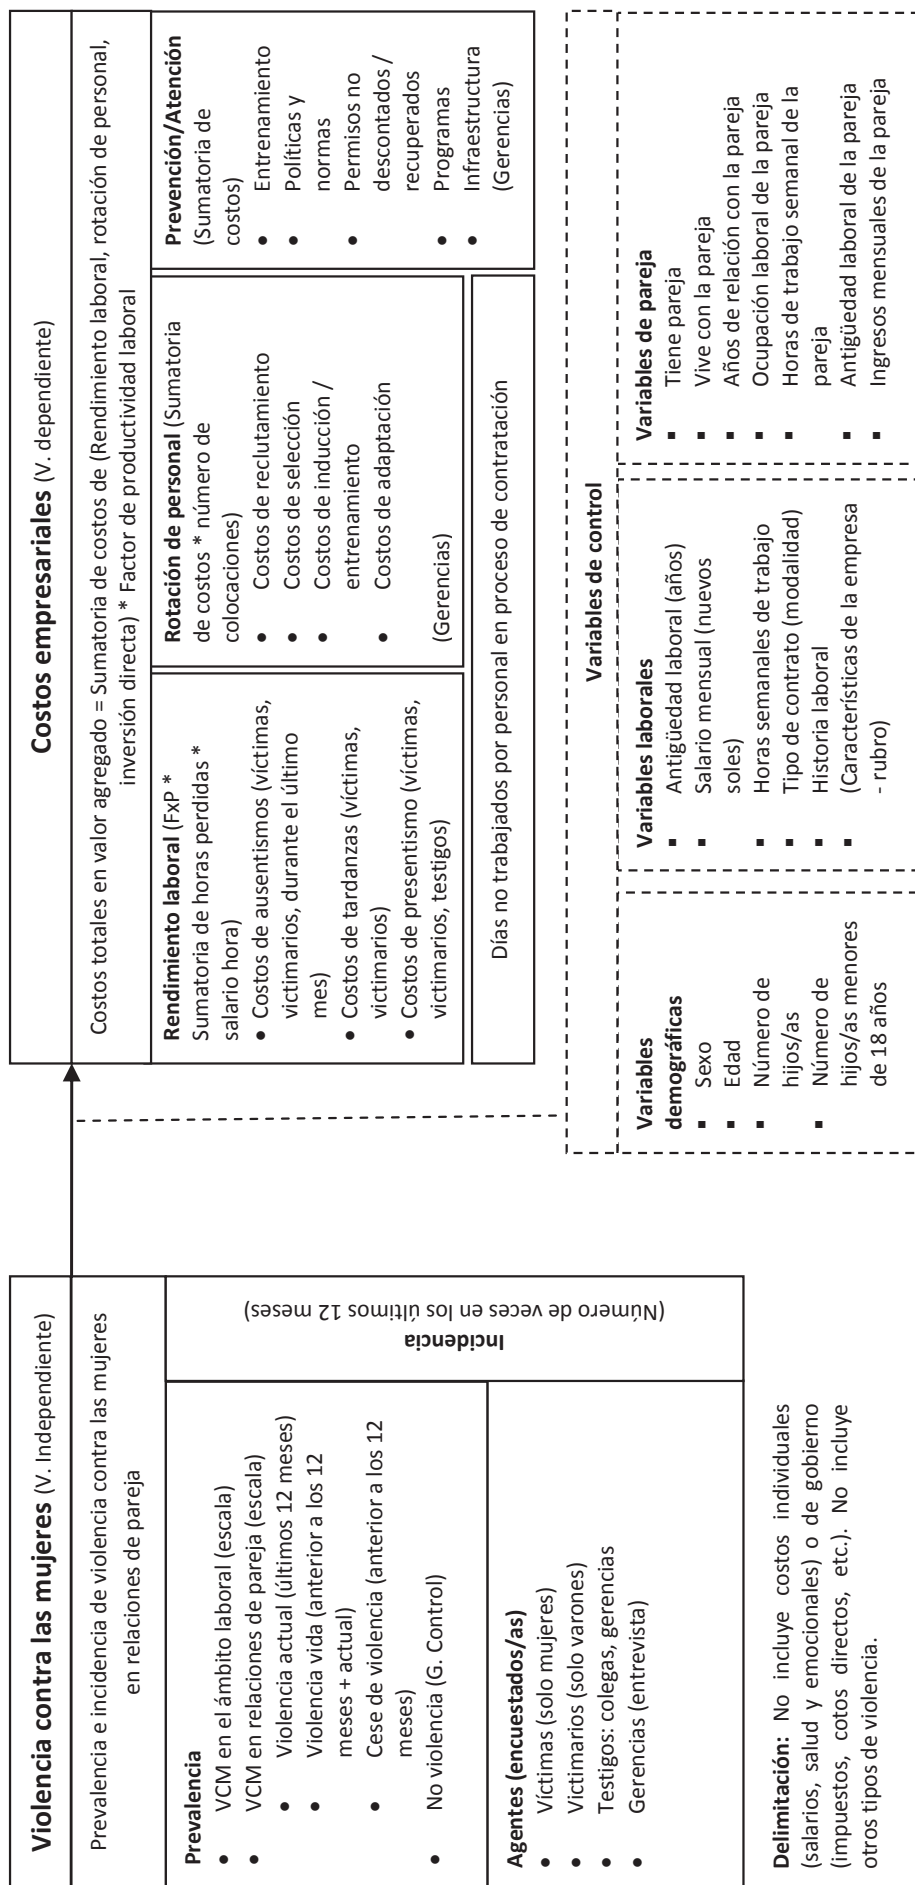 Violencia contra las mujeres (V. Independiente)
Prevalencia e incidencia de violencia contra las mujeres
en relaciones de pareja
Prevalencia
• VCM en el ámbito laboral (escala)
• VCM en relaciones de pareja (escala)
• Violencia actual (últimos 12 meses)
• Violencia vida (anterior a los 12
meses + actual)
• Cese de violencia (anterior a los 12
meses)
• No violencia (G. Control)
Agentes (encuestados/as)
• Víctimas (solo mujeres)
• Victimarios (solo varones)
• Testigos: colegas, gerencias
• Gerencias (entrevista)
Incidencia
(Número de veces en los últimos 12 meses)
Delimitación: No incluye costos individuales
(salarios, salud y emocionales) o de gobierno
(impuestos, cotos directos, etc.). No incluye
otros tipos de violencia.
Costos empresariales (V. dependiente)
Costos totales en valor agregado = Sumatoria de costos de (Rendimiento laboral, rotación de personal,
inversión directa) * Factor de productividad laboral
Rendimiento laboral (FxP *
Sumatoria de horas perdidas *
salario hora)
• Costos de ausentismos (víctimas,
victimarios, durante el último
mes)
• Costos de tardanzas (víctimas,
victimarios)
• Costos de presentismo (víctimas,
victimarios, testigos)
Rotación de personal (Sumatoria
de costos * número de
colocaciones)
• Costos de reclutamiento
• Costos de selección
• Costos de inducción /
entrenamiento
• Costos de adaptación
(Gerencias)
Prevención/Atención
(Sumatoria de
costos)
• Entrenamiento
• Políticas y
normas
• Permisos no
descontados /
recuperados
• Programas
• Infraestructura
(Gerencias)
Días no trabajados por personal en proceso de contratación
Variables de control
Variables
demográficas
▪ Sexo
▪ Edad
▪ Número de
hijos/as
▪ Número de
hijos/as menores
de 18 años
Variables laborales
▪ Antigüedad laboral (años)
▪ Salario mensual (nuevos
soles)
▪ Horas semanales de trabajo
▪ Tipo de contrato (modalidad)
▪ Historia laboral
▪ (Características de la empresa
- rubro)
Variables de pareja
▪ Tiene pareja
▪ Vive con la pareja
▪ Años de relación con la pareja
▪ Ocupación laboral de la pareja
▪ Horas de trabajo semanal de la
pareja
▪ Antigüedad laboral de la pareja
▪ Ingresos mensuales de la pareja